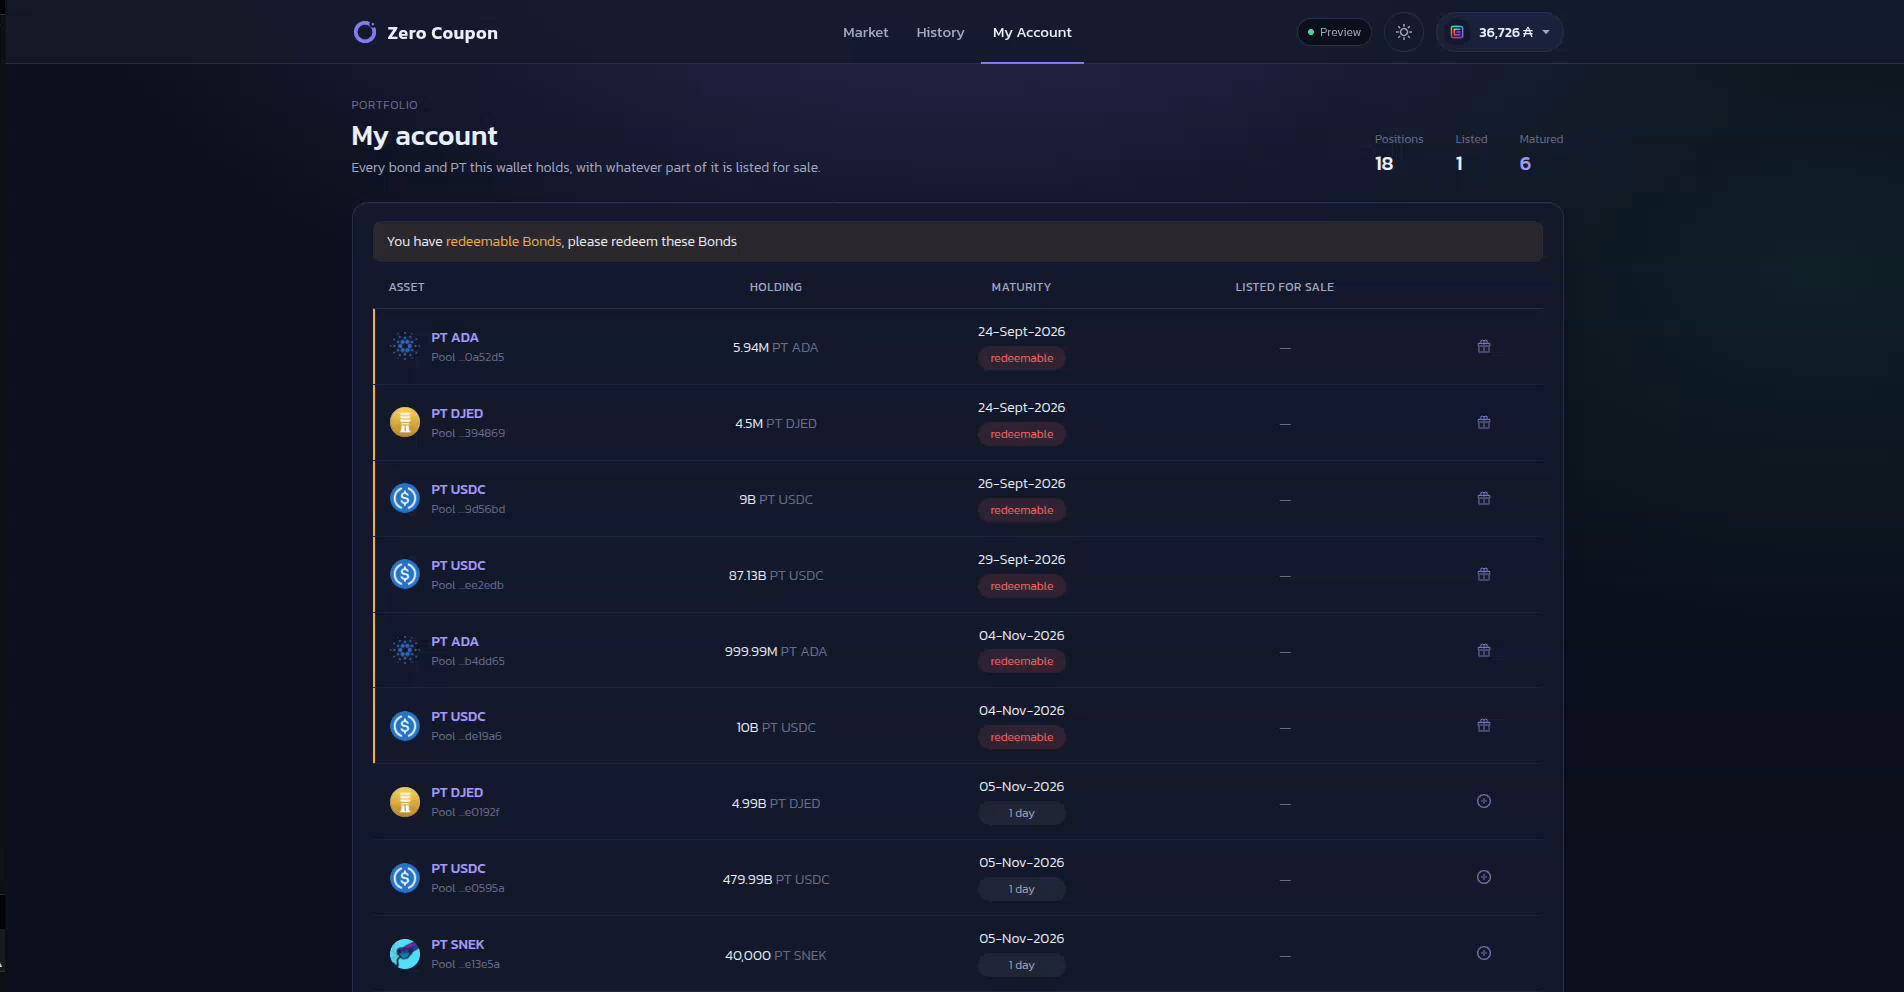 Zero Coupon
Market
History
My Account
Preview
36,726 ₳
PORTFOLIO
My account
Every bond and PT this wallet holds, with whatever part of it is listed for sale.
Positions
18
Listed
1
Matured
6
You have redeemable Bonds, please redeem these Bonds
ASSET HOLDING MATURITY LISTED FOR SALE
PT ADA
Pool ...0a52d5
5.94M PT ADA
24-Sept-2026
redeemable
—
PT DJED
Pool ...394869
4.5M PT DJED
24-Sept-2026
redeemable
—
PT USDC
Pool ...9d56bd
9B PT USDC
26-Sept-2026
redeemable
—
PT USDC
Pool ...ee2edb
87.13B PT USDC
29-Sept-2026
redeemable
—
PT ADA
Pool ...b4dd65
999.99M PT ADA
04-Nov-2026
redeemable
—
PT USDC
Pool ...de19a6
10B PT USDC
04-Nov-2026
redeemable
—
PT DJED
Pool ...e0192f
4.99B PT DJED
05-Nov-2026
1 day
—
PT USDC
Pool ...e0595a
479.99B PT USDC
05-Nov-2026
1 day
—
PT SNEK
Pool ...e13e5a
40,000 PT SNEK
05-Nov-2026
1 day
—